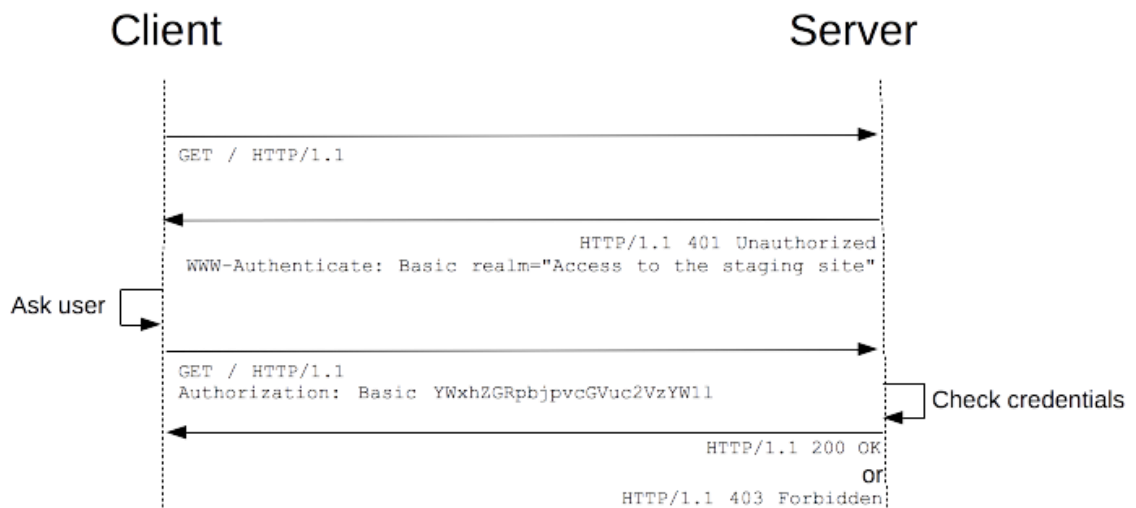 Client
Server
GET / HTTP/1.1
HTTP/1.1 401 Unauthorized
WWW-Authenticate: Basic realm="Access to the staging site"
Ask user
GET / HTTP/1.1
Authorization: Basic YWxhZGRpbjpvcGVuc2VzYW1l
Check credentials
HTTP/1.1 200 OK
or
HTTP/1.1 403 Forbidden